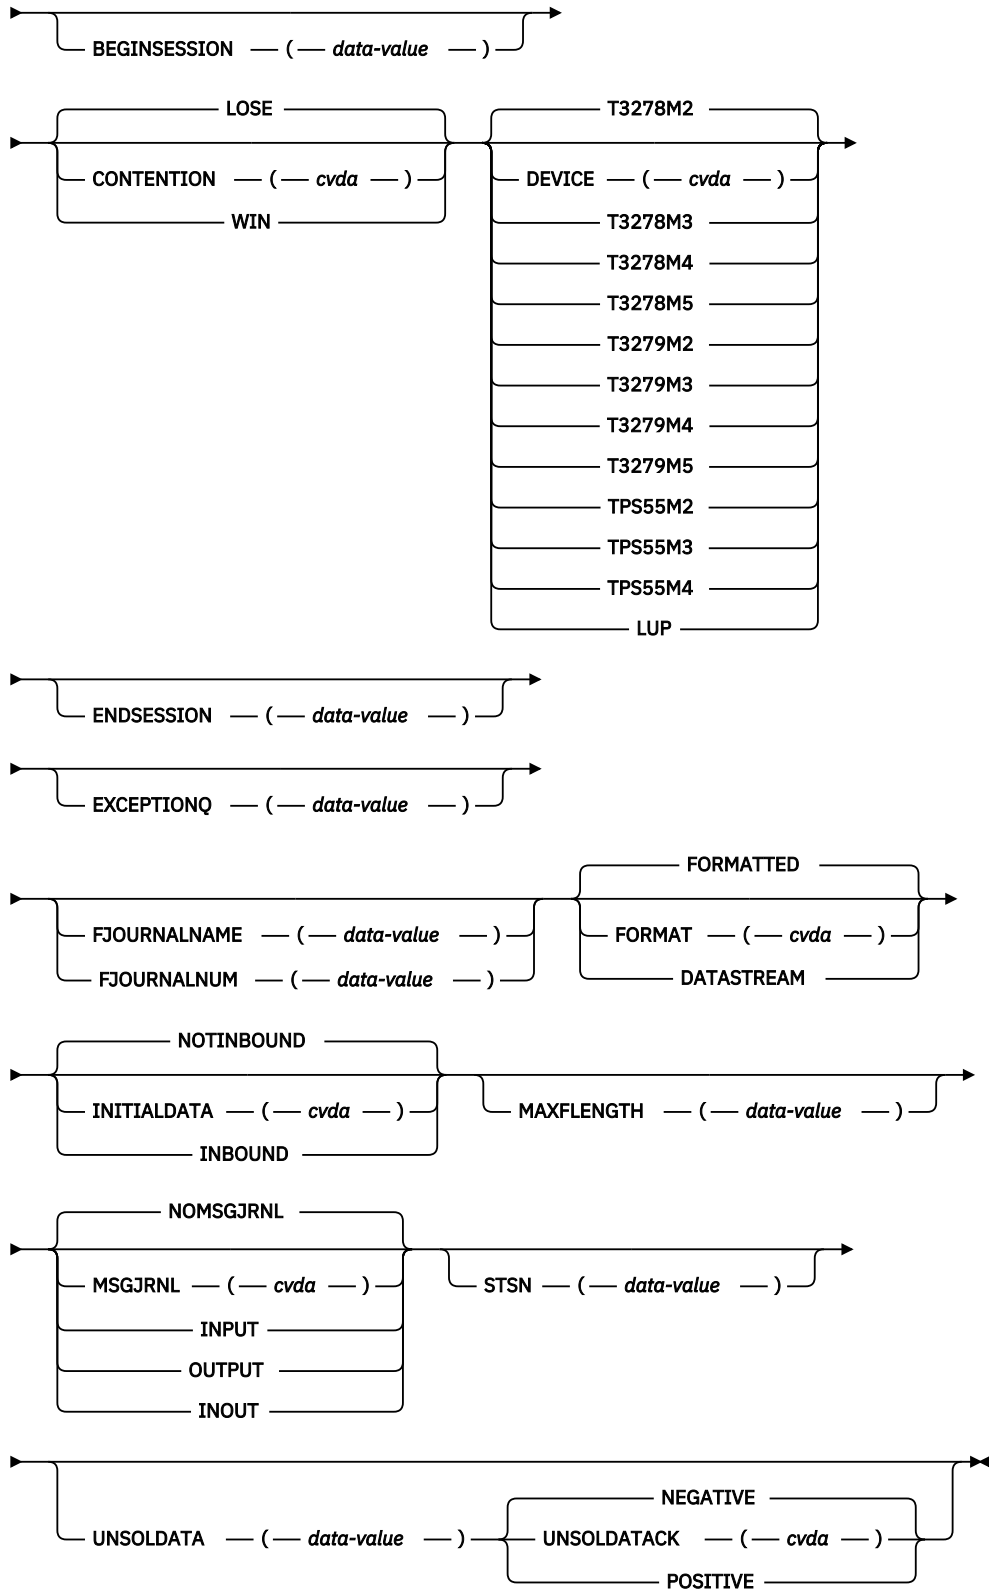 BEGINSESSION ( data-value )
LOSE
CONTENTION ( cvda )
WIN
T3278M2
DEVICE ( cvda )
T3278M3
T3278M4
T3278M5
T3279M2
T3279M3
T3279M4
T3279M5
TPS55M2
TPS55M3
TPS55M4
LUP
ENDSESSION ( data-value )
EXCEPTIONQ ( data-value )
FJOURNALNAME ( data-value )
FJOURNALNUM ( data-value )
FORMATTED
FORMAT ( cvda )
DATASTREAM
NOTINBOUND
INITIALDATA ( cvda )
INBOUND
MAXFLENGTH ( data-value )
NOMSGJRNL
MSGJRNL ( cvda )
INPUT
OUTPUT
INOUT
STSN ( data-value )
UNSOLDATA ( data-value )
NEGATIVE
UNSOLDATACK ( cvda )
POSITIVE